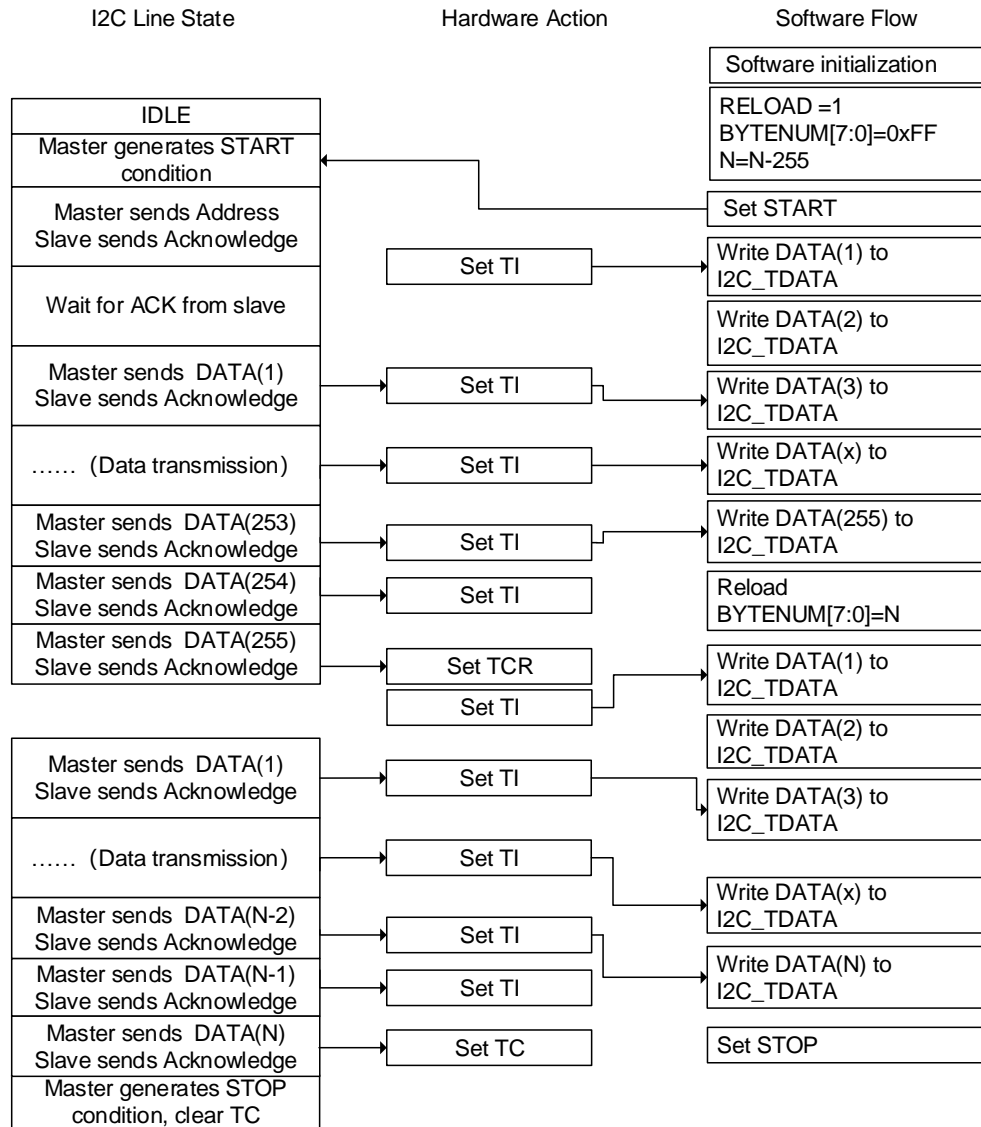 I2C Line State
Hardware Action
Software Flow
Software initialization
IDLE
RELOAD =1
BYTENUM[7:0]=0xFF
N=N-255
Master generates START
condition
Master sends Address
Slave sends Acknowledge
Set START
Set TI
Write DATA(1) to
I2C_TDATA
Wait for ACK from slave
Write DATA(2) to
I2C_TDATA
Master sends DATA(1)
Slave sends Acknowledge
Set TI
Write DATA(3) to
I2C_TDATA
...... (Data transmission)
Set TI
Write DATA(x) to
I2C_TDATA
Master sends DATA(253)
Slave sends Acknowledge
Set TI
Write DATA(255) to
I2C_TDATA
Master sends DATA(254)
Slave sends Acknowledge
Set TI
Reload
BYTENUM[7:0]=N
Master sends DATA(255)
Slave sends Acknowledge
Set TCR
Set TI
Write DATA(1) to
I2C_TDATA
Write DATA(2) to
I2C_TDATA
Master sends DATA(1)
Slave sends Acknowledge
Set TI
Write DATA(3) to
I2C_TDATA
...... (Data transmission)
Set TI
Write DATA(x) to
I2C_TDATA
Master sends DATA(N-2)
Slave sends Acknowledge
Set TI
Write DATA(N) to
I2C_TDATA
Master sends DATA(N-1)
Slave sends Acknowledge
Set TI
Master sends DATA(N)
Slave sends Acknowledge
Set TC
Set STOP
Master generates STOP
condition, clear TC